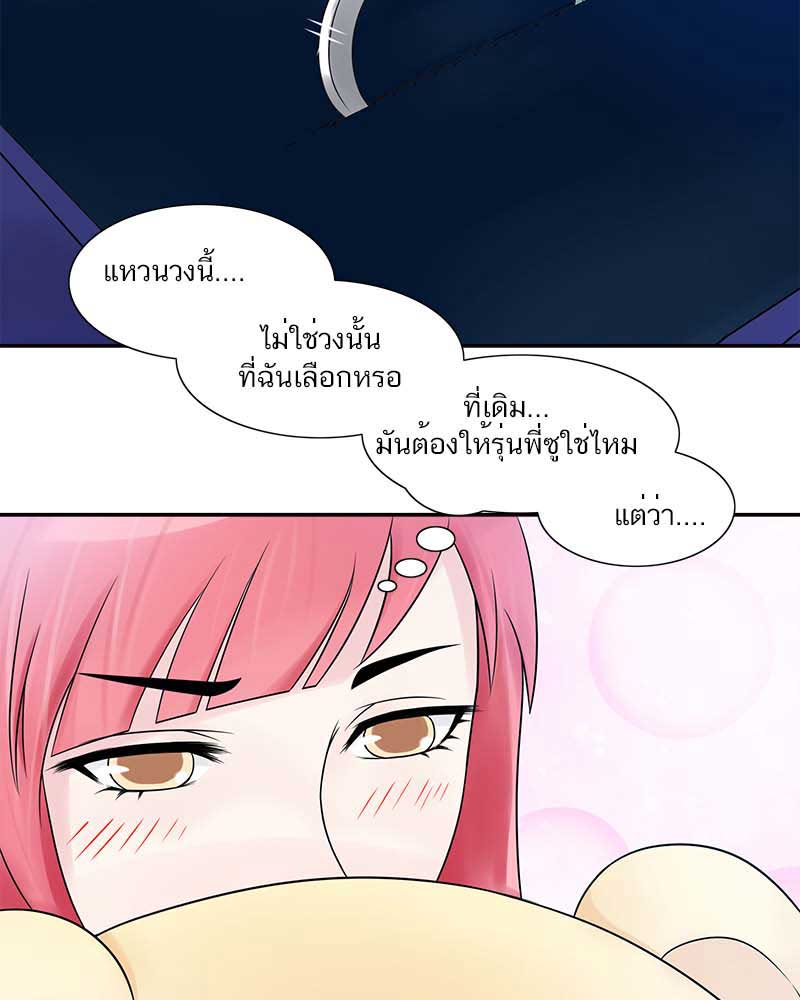 แหวนวงนี้....
ไม่ใช่วงนั้น
ที่ฉันเลือกหรอ
ที่เดิม...
มันต้องให้รุ่นพี่ซูใช่ไหม
แต่ว่า....